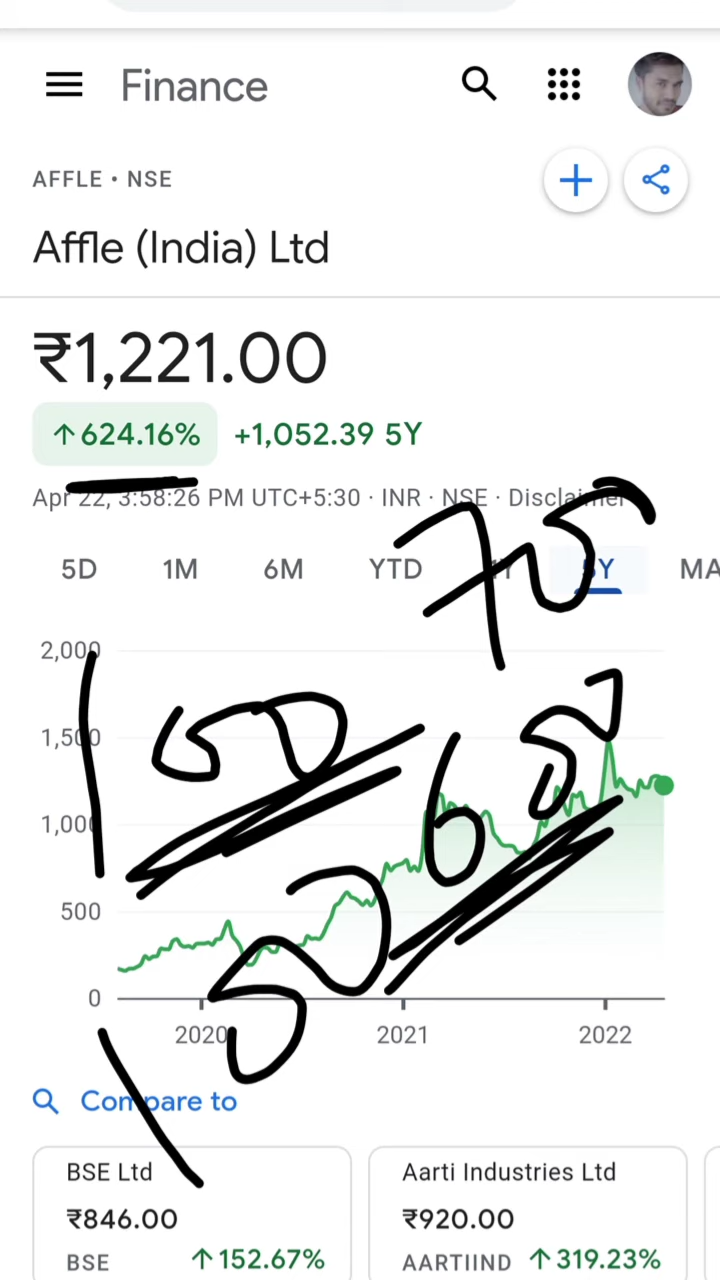 Finance
AFFLE • NSE
Affle (India) Ltd
₹1,221.00
↑624.16% +1,052.39 5Y
Apr 22, 3:58:26 PM UTC+5:30 · INR · NSE · Disclaimer
75
5D 1M 6M YTD 1Y 5Y MA
2,000
1,500
1,000
500
0
2020 2021 2022
Compare to
BSE Ltd Aarti Industries Ltd
₹846.00 ₹920.00
BSE ↑152.67% AARTIIND ↑319.23%